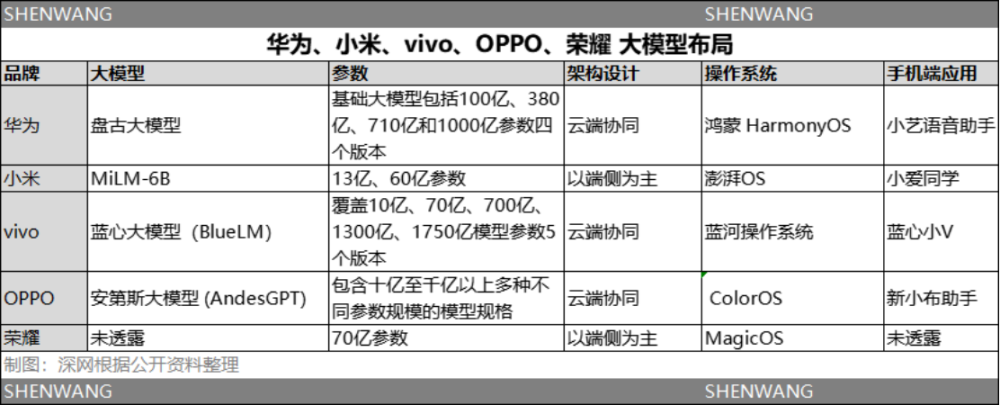 SHENWANG SHENWANG
华为、小米、vivo、OPPO、荣耀 大模型布局
品牌 大模型 参数 架构设计 操作系统 手机端应用
华为 盘古大模型 基础大模型包括100亿、380
亿、710亿和1000亿参数四
个版本 云端协同 鸿蒙 HarmonyOS 小艺语音助手
小米 MiLM-6B 13亿、60亿参数 以端侧为主 澎湃OS 小爱同学
vivo 蓝心大模型（BlueLM） 覆盖10亿、70亿、700亿、
1300亿、1750亿模型参数5
个版本 云端协同 蓝河操作系统 蓝心小V
OPPO 安第斯大模型 (AndesGPT) 包含十亿至千亿以上多种不
同参数规模的模型规格 云端协同 ColorOS 新小布助手
荣耀 未透露 70亿参数 以端侧为主 MagicOS 未透露
制图：深网根据公开资料整理
SHENWANG SHENWANG